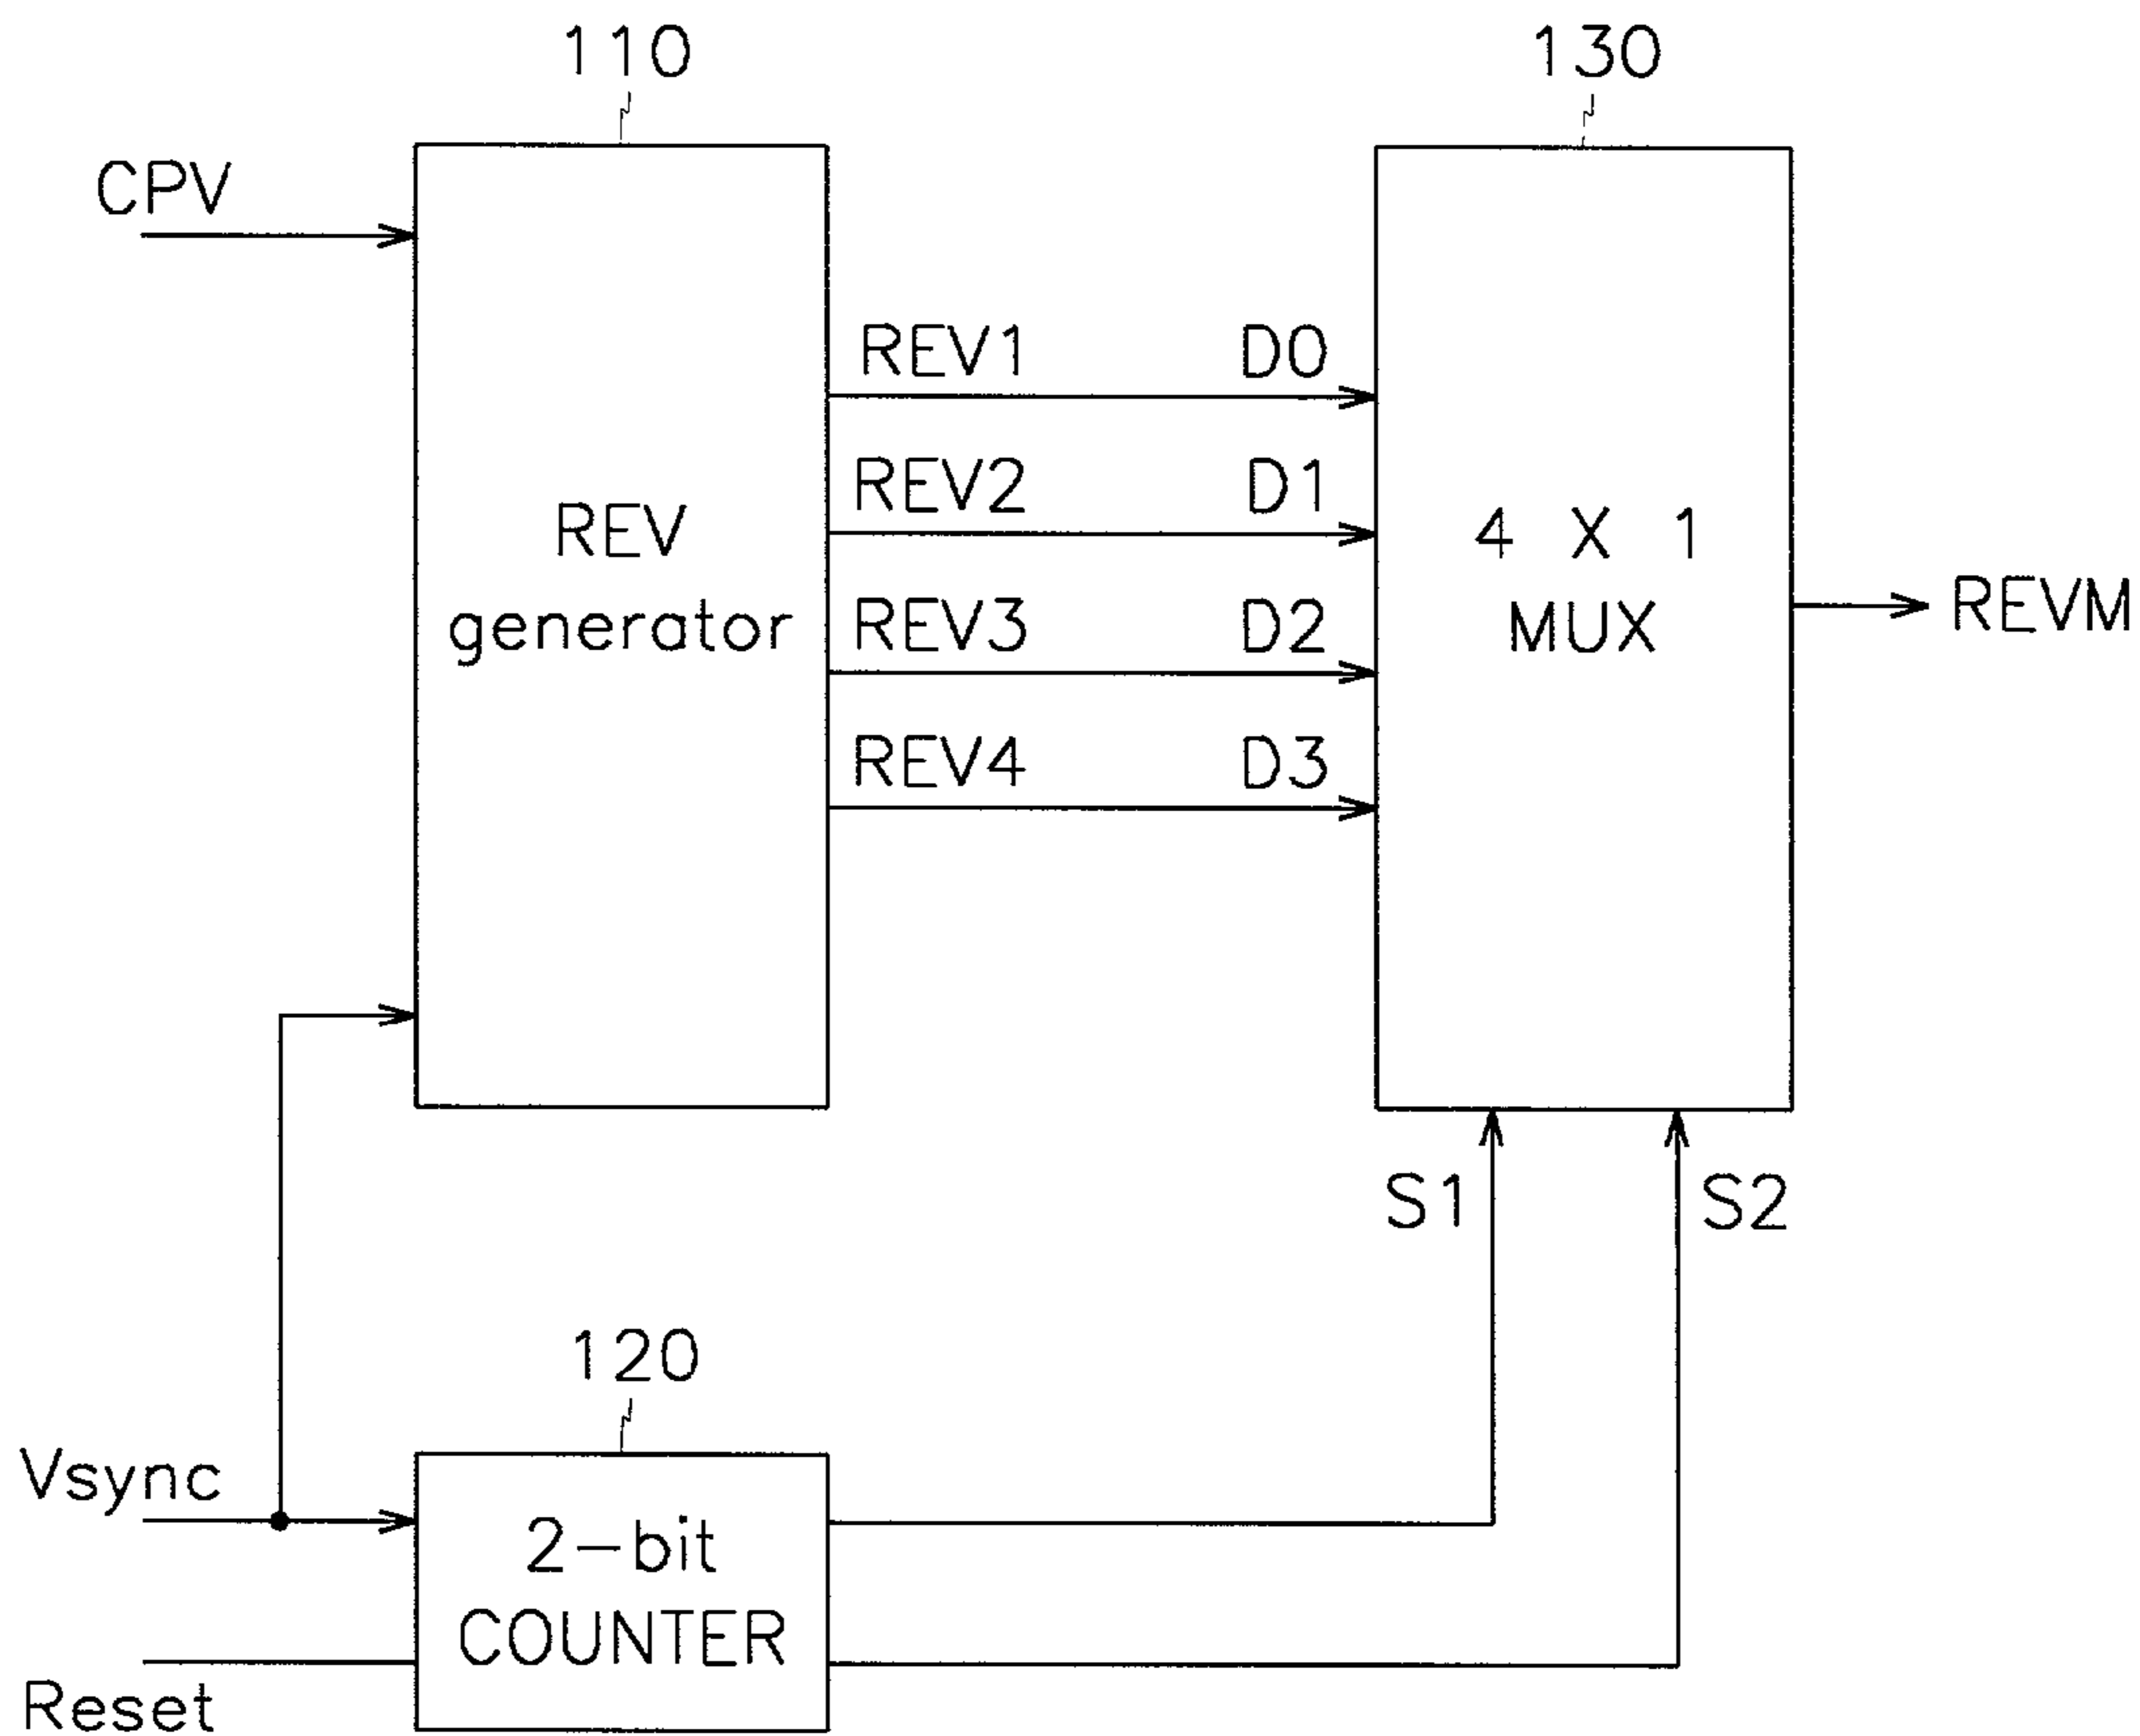 110
130
CPV
REV1
D0
REV2
D1
REV
generator
4 X 1
MUX
REVM
REV3
D2
REV4
D3
S1
S2
120
Vsync
2-bit
COUNTER
Reset